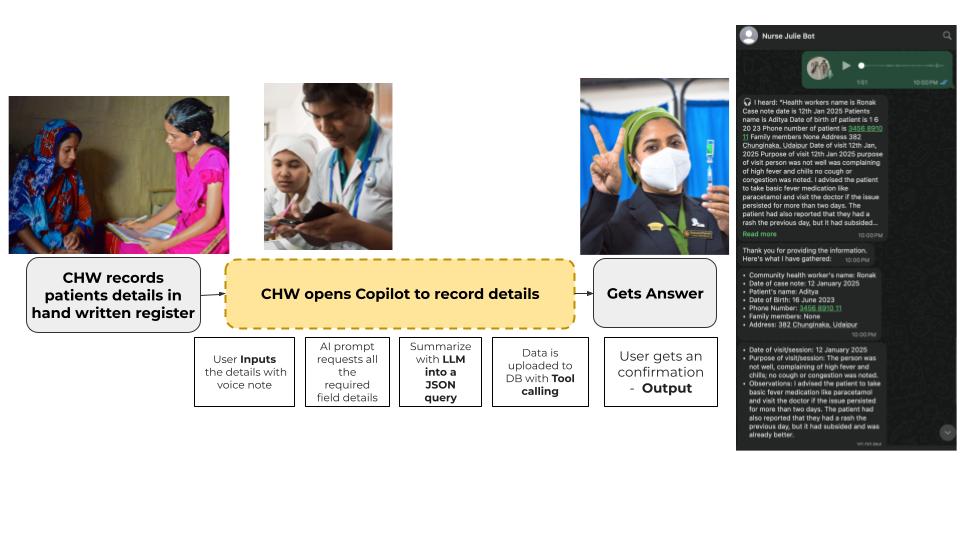 CHW records
patients details in
hand written register
CHW opens Copilot to record details
Gets Answer
User Inputs
the details with
voice note
AI prompt
requests all
the
required
field details
Summarize
with LLM
into a
JSON
query
Data is
uploaded to
DB with Tool
calling
User gets an
confirmation
- Output
Nurse Julie Bot
1:51
10:00 PM
🎧 I heard: "Health workers name is Ronak
Case note date is 12th Jan 2025 Patients
name is Aditya Date of birth of patient is 1 6
20 23 Phone number of patient is 3456 8910
11 Family members None Address 382
Chunginaka, Udaipur Date of visit 12th Jan,
2025 Purpose of visit 12th Jan 2025 purpose
of visit person was not well was complaining
of high fever and chills no cough or
congestion was noted. I advised the patient
to take basic fever medication like
paracetamol and visit the doctor if the issue
persisted for more than two days. The
patient had also reported that they had a
rash the previous day, but it had subsided...
Read more
10:00 PM
Thank you for providing the information.
Here's what I have gathered:
10:00 PM
• Community health worker's name: Ronak
• Date of case note: 12 January 2025
• Patient's name: Aditya
• Date of Birth: 16 June 2023
• Phone Number: 3456 8910 11
• Family members: None
• Address: 382 Chunginaka, Udaipur
10:00 PM
• Date of visit/session: 12 January 2025
• Purpose of visit/session: The person was
not well, complaining of high fever and
chills; no cough or congestion was noted.
• Observations: I advised the patient to take
basic fever medication like paracetamol
and visit the doctor if the issue persisted
for more than two days. The patient had
also reported that they had a rash the
previous day, but it had subsided and was
already better.